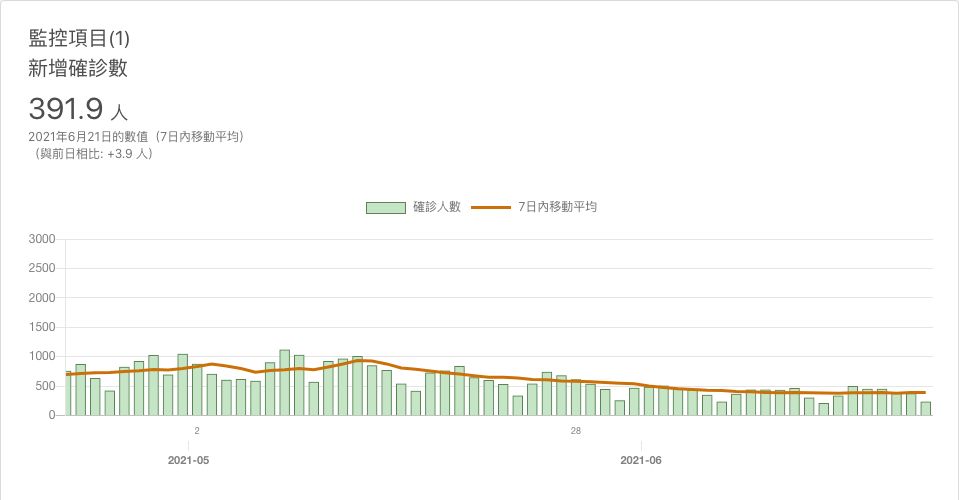 監控項目(1)
新增確診數
391.9 人
2021年6月21日的數值（7日內移動平均）
（與前日相比: +3.9 人）
確診人數 7日內移動平均
3000
2500
2000
1500
1000
500
0
2 28
2021-05 2021-06